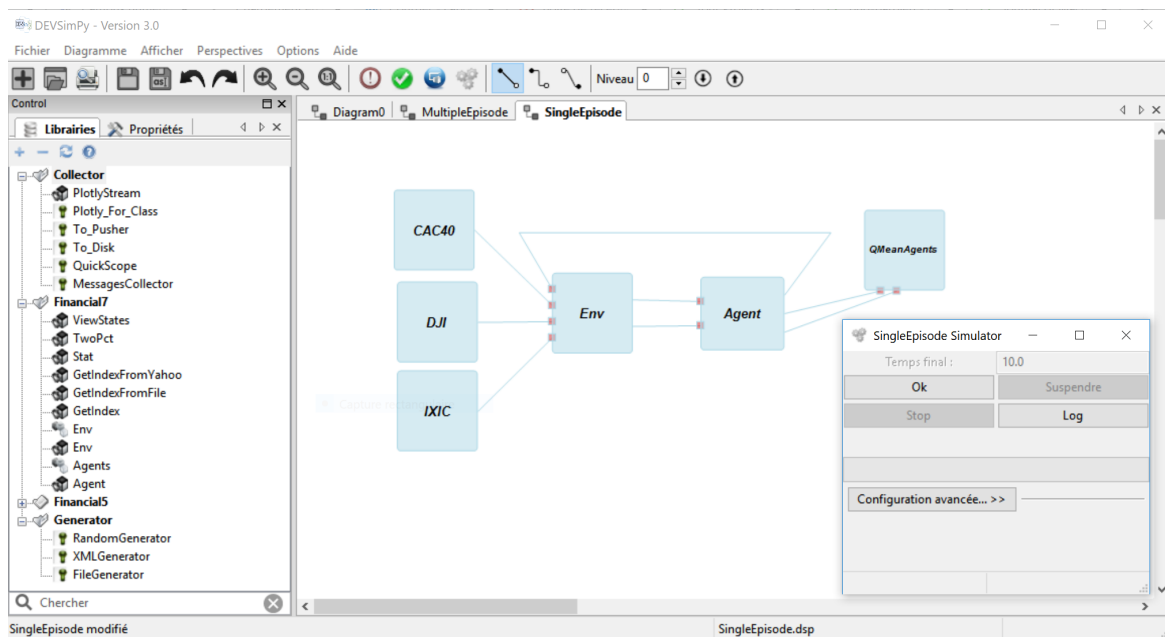 DEVSimPy - Version 3.0
Fichier Diagramme Afficher Perspectives Options Aide
as
1:1
Niveau 0
Control
Diagram0 MultipleEpisode SingleEpisode
Librairies Propriétés
Collector
PlotlyStream
Plotly_For_Class
To_Pusher
To_Disk
QuickScope
MessagesCollector
Financial7
ViewStates
TwoPct
Stat
GetIndexFromYahoo
GetIndexFromFile
GetIndex
Env
Env
Agents
Agent
Financial5
Generator
RandomGenerator
XMLGenerator
FileGenerator
Chercher
CAC40
DJI
IXIC
Env
Agent
QMeanAgents
SingleEpisode Simulator
Temps final : 10.0
Ok Suspendre
Stop Log
Configuration avancée... >>
SingleEpisode modifié SingleEpisode.dsp